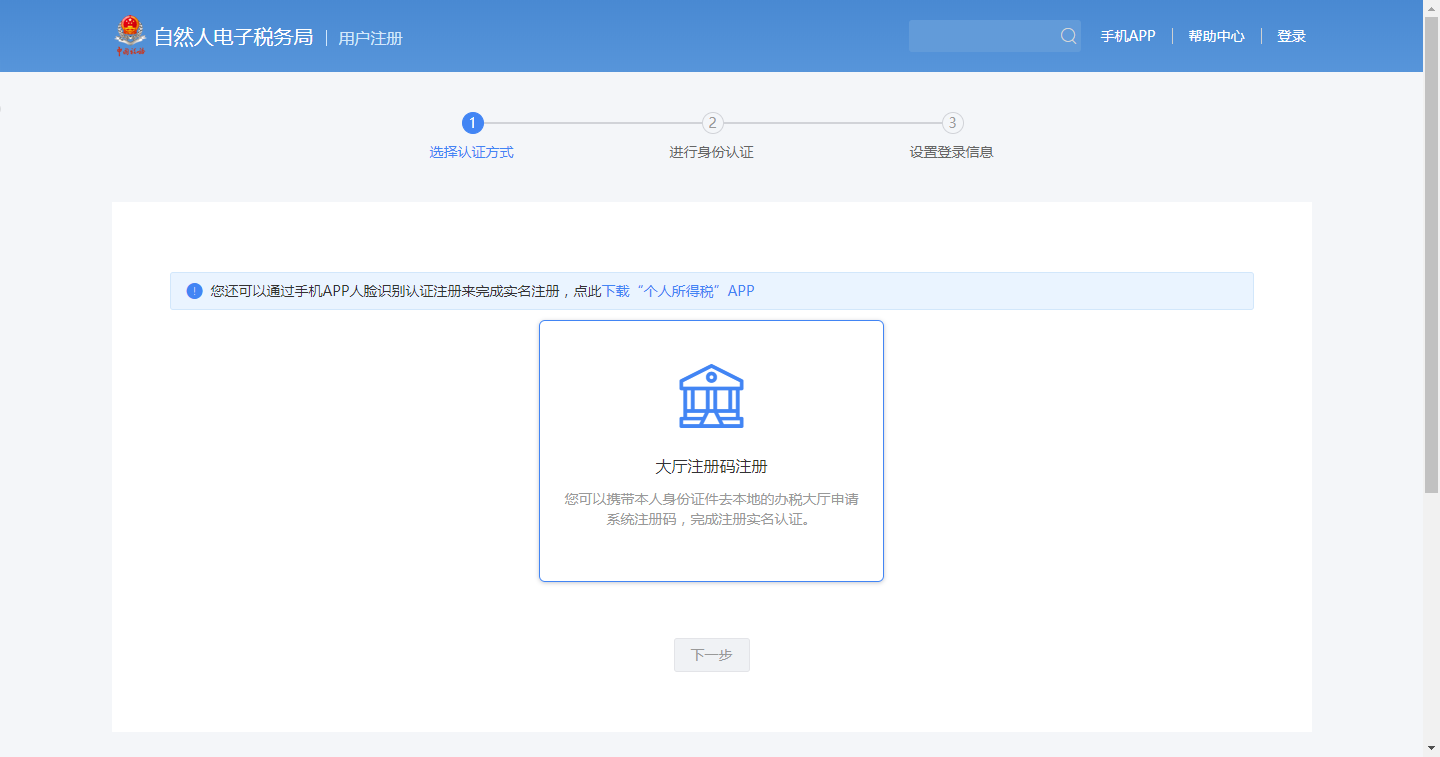 自然人电子税务局 用户注册
手机APP 帮助中心 登录
1 2 3
选择认证方式 进行身份认证 设置登录信息
您还可以通过手机APP人脸识别认证注册来完成实名注册，点此下载“个人所得税”APP
大厅注册码注册
您可以携带本人身份证件去本地的办税大厅申请
系统注册码，完成注册实名认证。
下一步